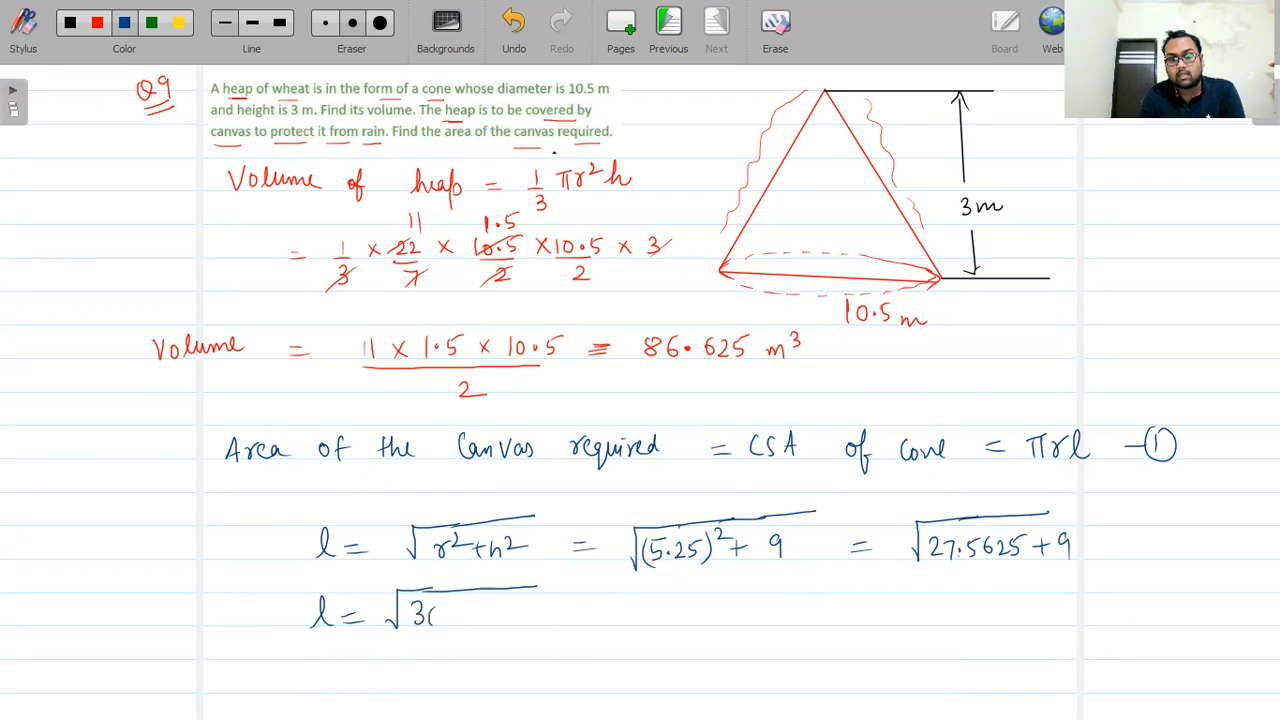 Stylus
Color
Line
Eraser
Backgrounds
Undo
Redo
Pages
Previous
Next
Erase
Board
Web
Q9
A heap of wheat is in the form of a cone whose diameter is 10.5 m
and height is 3 m. Find its volume. The heap is to be covered by
canvas to protect it from rain. Find the area of the canvas required.
Volume of heap = 1/3 πr²h
= 1/3 × 22/7 × 10.5/2 × 10.5/2 × 3
11 1.5
3m
10.5 m
Volume = 11 × 1.5 × 10.5 / 2 = 86.625 m³
Area of the Canvas required = CSA of cone = πrl —①
l = √(r²+h²) = √((5.25)²+ 9) = √(27.5625+9)
l = √3